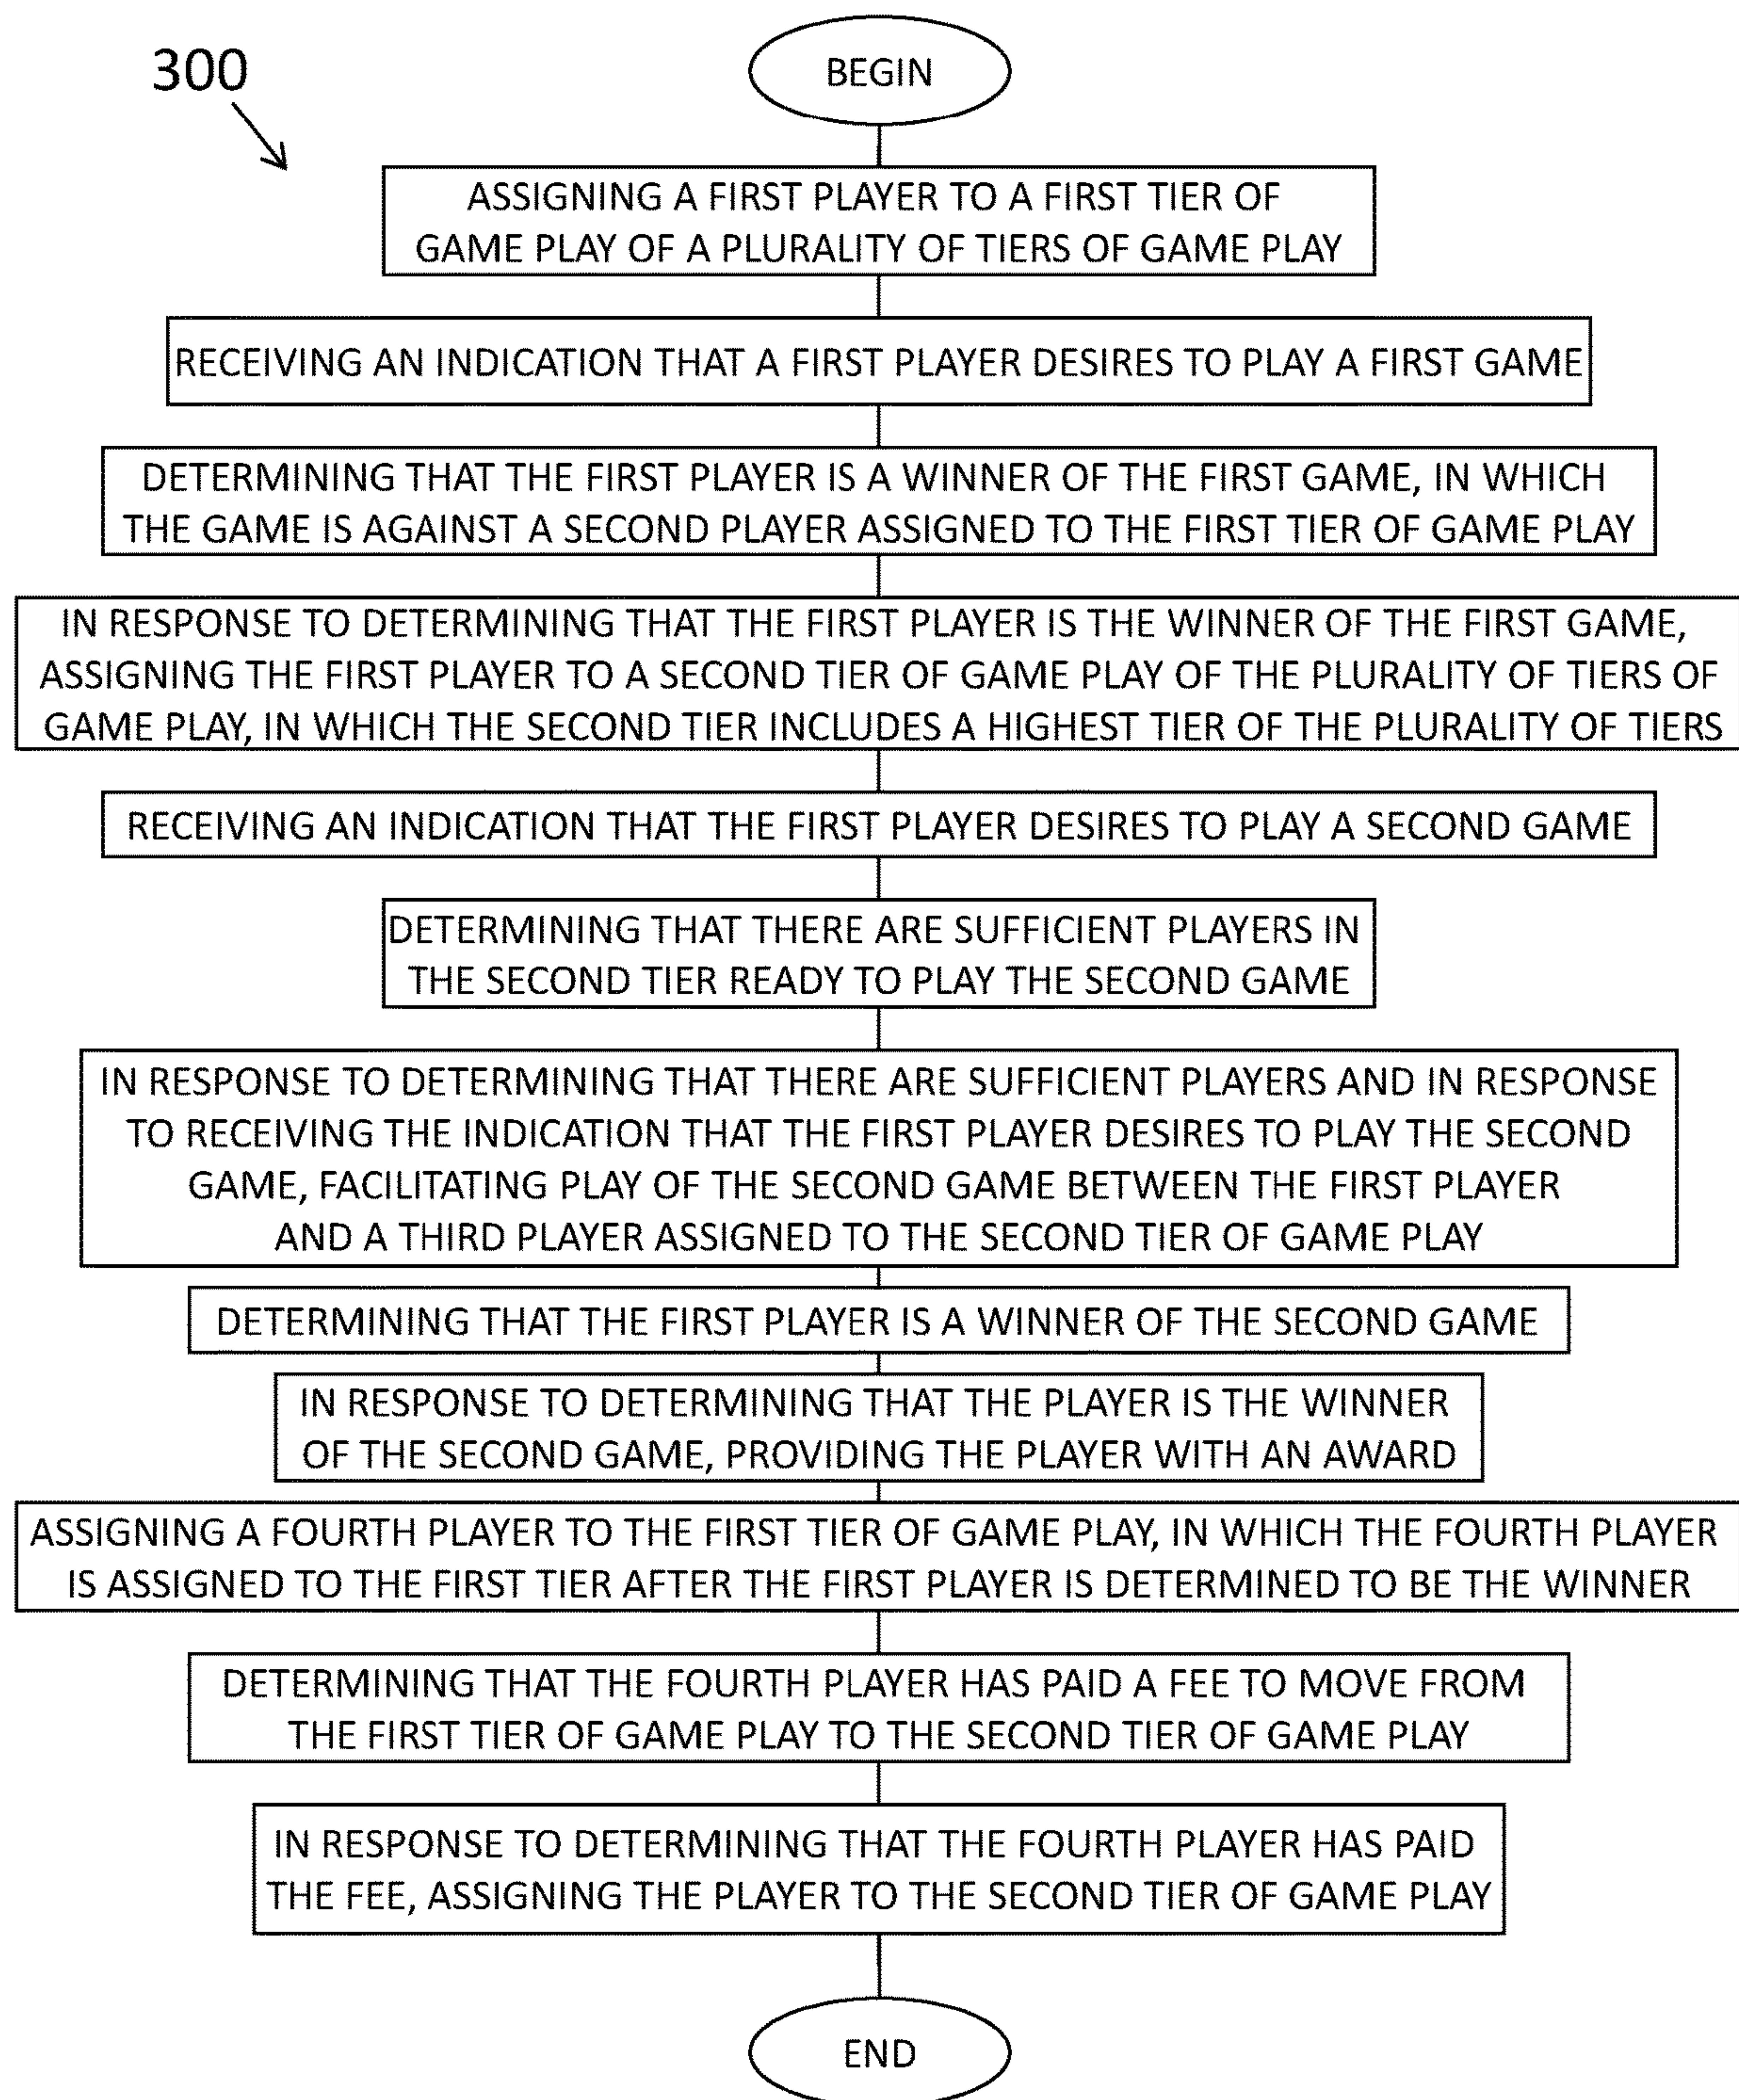 300
BEGIN
ASSIGNING A FIRST PLAYER TO A FIRST TIER OF
GAME PLAY OF A PLURALITY OF TIERS OF GAME PLAY
RECEIVING AN INDICATION THAT A FIRST PLAYER DESIRES TO PLAY A FIRST GAME
DETERMINING THAT THE FIRST PLAYER IS A WINNER OF THE FIRST GAME, IN WHICH
THE GAME IS AGAINST A SECOND PLAYER ASSIGNED TO THE FIRST TIER OF GAME PLAY
IN RESPONSE TO DETERMINING THAT THE FIRST PLAYER IS THE WINNER OF THE FIRST GAME,
ASSIGNING THE FIRST PLAYER TO A SECOND TIER OF GAME PLAY OF THE PLURALITY OF TIERS OF
GAME PLAY, IN WHICH THE SECOND TIER INCLUDES A HIGHEST TIER OF THE PLURALITY OF TIERS
RECEIVING AN INDICATION THAT THE FIRST PLAYER DESIRES TO PLAY A SECOND GAME
DETERMINING THAT THERE ARE SUFFICIENT PLAYERS IN
THE SECOND TIER READY TO PLAY THE SECOND GAME
IN RESPONSE TO DETERMINING THAT THERE ARE SUFFICIENT PLAYERS AND IN RESPONSE
TO RECEIVING THE INDICATION THAT THE FIRST PLAYER DESIRES TO PLAY THE SECOND
GAME, FACILITATING PLAY OF THE SECOND GAME BETWEEN THE FIRST PLAYER
AND A THIRD PLAYER ASSIGNED TO THE SECOND TIER OF GAME PLAY
DETERMINING THAT THE FIRST PLAYER IS A WINNER OF THE SECOND GAME
IN RESPONSE TO DETERMINING THAT THE PLAYER IS THE WINNER
OF THE SECOND GAME, PROVIDING THE PLAYER WITH AN AWARD
ASSIGNING A FOURTH PLAYER TO THE FIRST TIER OF GAME PLAY, IN WHICH THE FOURTH PLAYER
IS ASSIGNED TO THE FIRST TIER AFTER THE FIRST PLAYER IS DETERMINED TO BE THE WINNER
DETERMINING THAT THE FOURTH PLAYER HAS PAID A FEE TO MOVE FROM
THE FIRST TIER OF GAME PLAY TO THE SECOND TIER OF GAME PLAY
IN RESPONSE TO DETERMINING THAT THE FOURTH PLAYER HAS PAID
THE FEE, ASSIGNING THE PLAYER TO THE SECOND TIER OF GAME PLAY
END